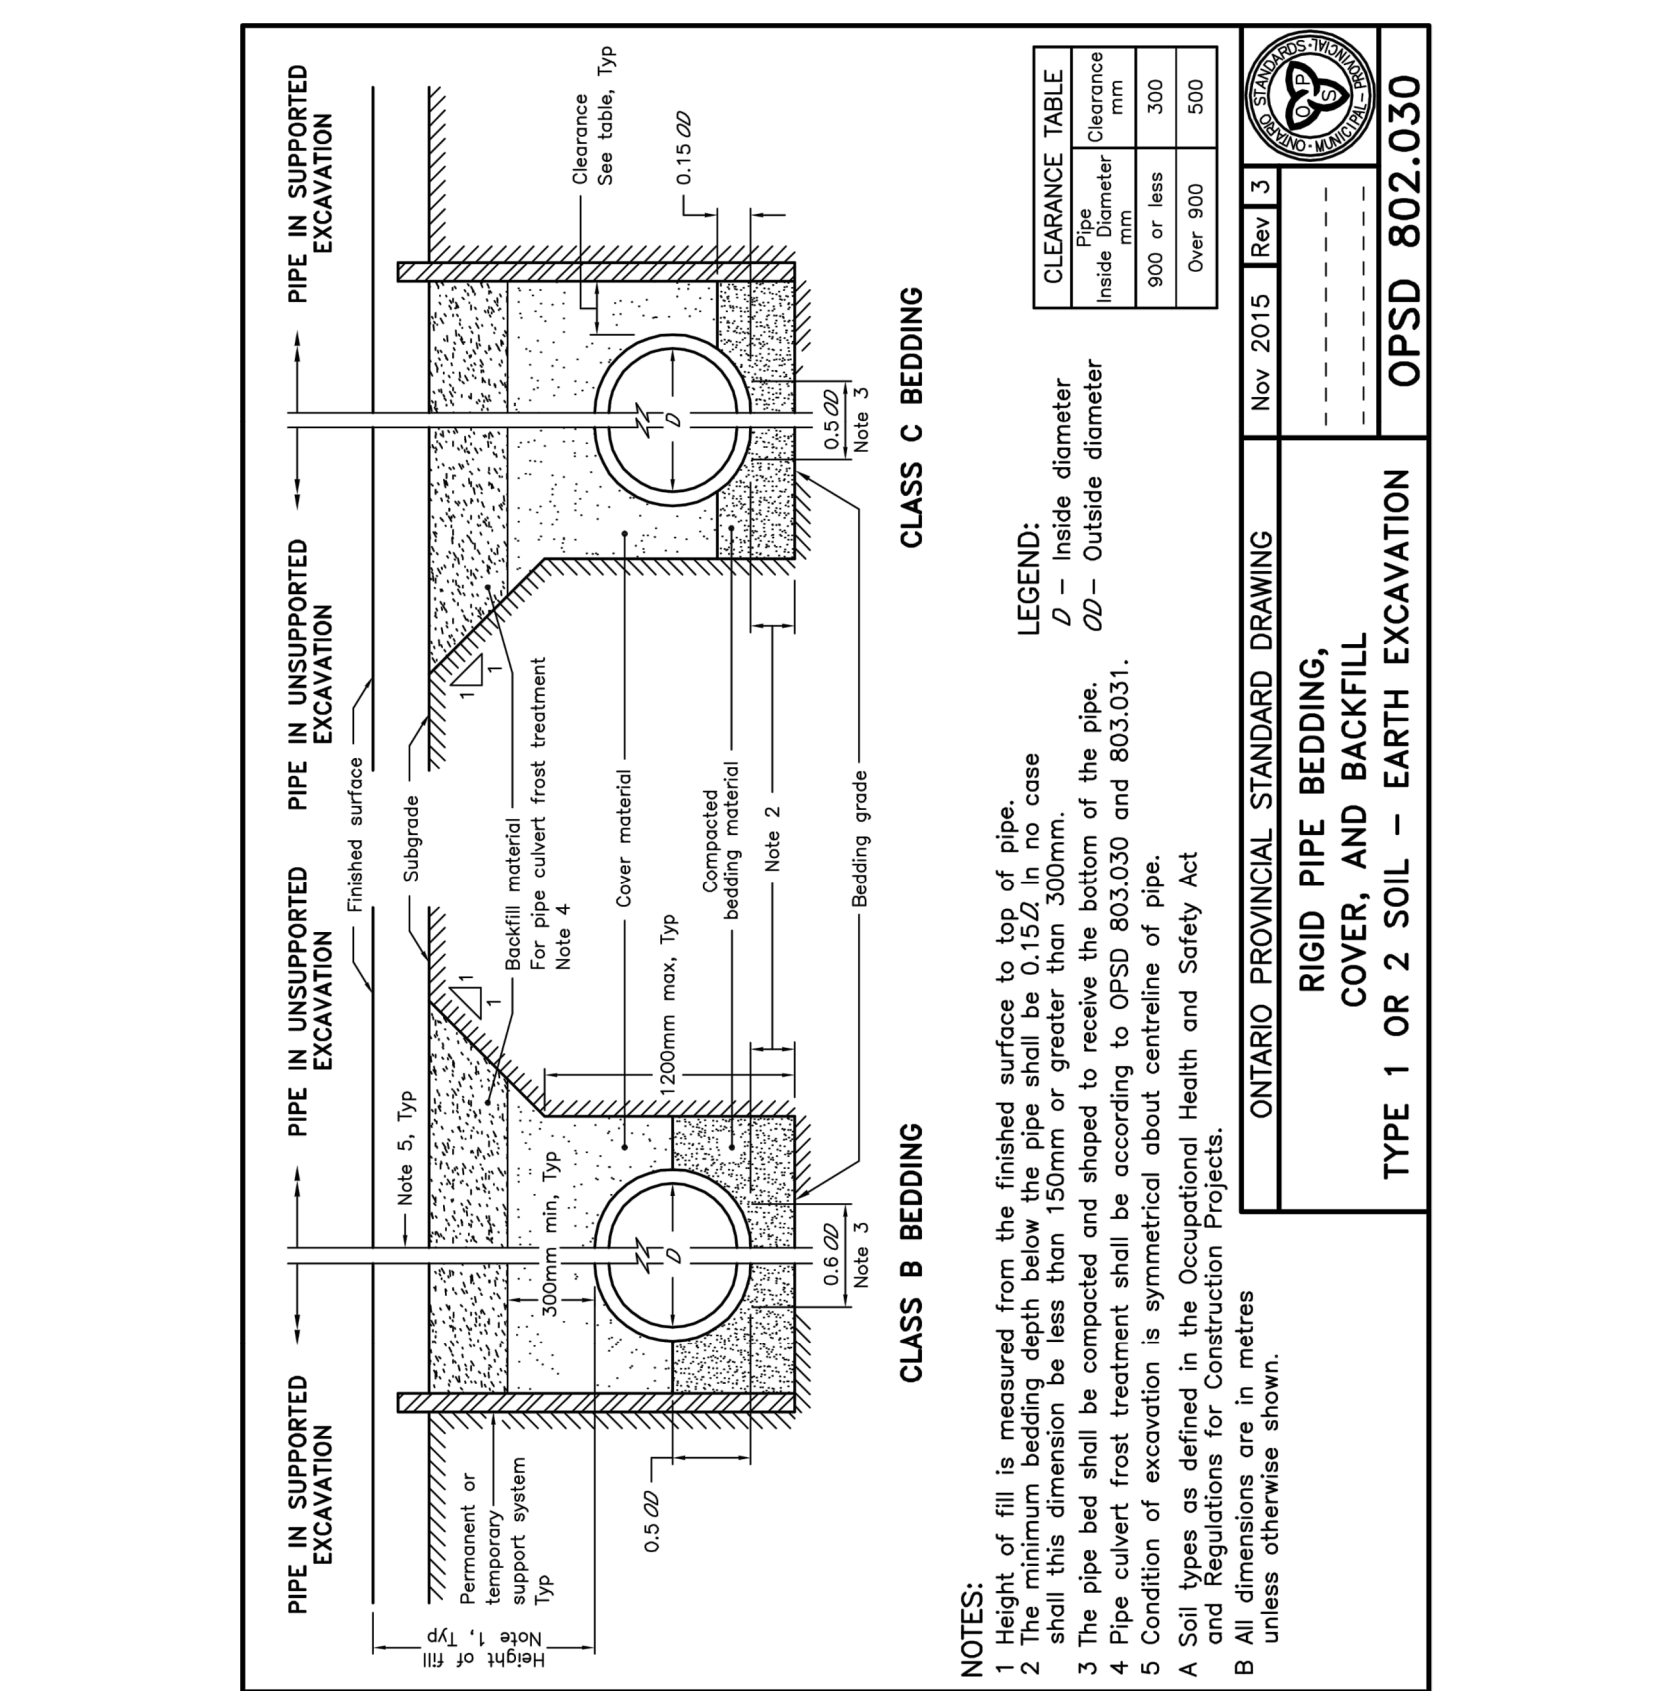 PIPE IN SUPPORTED
EXCAVATION
PIPE IN UNSUPPORTED
EXCAVATION
PIPE IN UNSUPPORTED
EXCAVATION
PIPE IN SUPPORTED
EXCAVATION
Height of fill
Note 1, Typ
Note 5, Typ
Finished surface
Subgrade
Permanent or
temporary
support system
Typ
1
1
1
1
Backfill material
For pipe culvert frost treatment
Note 4
300mm min, Typ
Cover material
1200mm max, Typ
Compacted
bedding material
Note 2
Bedding grade
Clearance
See table, Typ
0.15 OD
0.5 OD
D
D
0.6 OD
Note 3
0.5 OD
Note 3
CLASS B BEDDING
CLASS C BEDDING
NOTES:
1 Height of fill is measured from the finished surface to top of pipe.
2 The minimum bedding depth below the pipe shall be 0.15D. In no case
shall this dimension be less than 150mm or greater than 300mm.
3 The pipe bed shall be compacted and shaped to receive the bottom of the pipe.
4 Pipe culvert frost treatment shall be according to OPSD 803.030 and 803.031.
5 Condition of excavation is symmetrical about centreline of pipe.
A Soil types as defined in the Occupational Health and Safety Act
and Regulations for Construction Projects.
B All dimensions are in metres
unless otherwise shown.
LEGEND:
D – Inside diameter
OD– Outside diameter
CLEARANCE TABLE
Pipe
Inside Diameter
mm
Clearance
mm
900 or less 300
Over 900 500
ONTARIO PROVINCIAL STANDARD DRAWING
Nov 2015 Rev 3
RIGID PIPE BEDDING,
COVER, AND BACKFILL
TYPE 1 OR 2 SOIL – EARTH EXCAVATION
OPSD 802.030
ONTARIO · MUNICIPAL – PROVINCIAL · STANDARDS
O P S